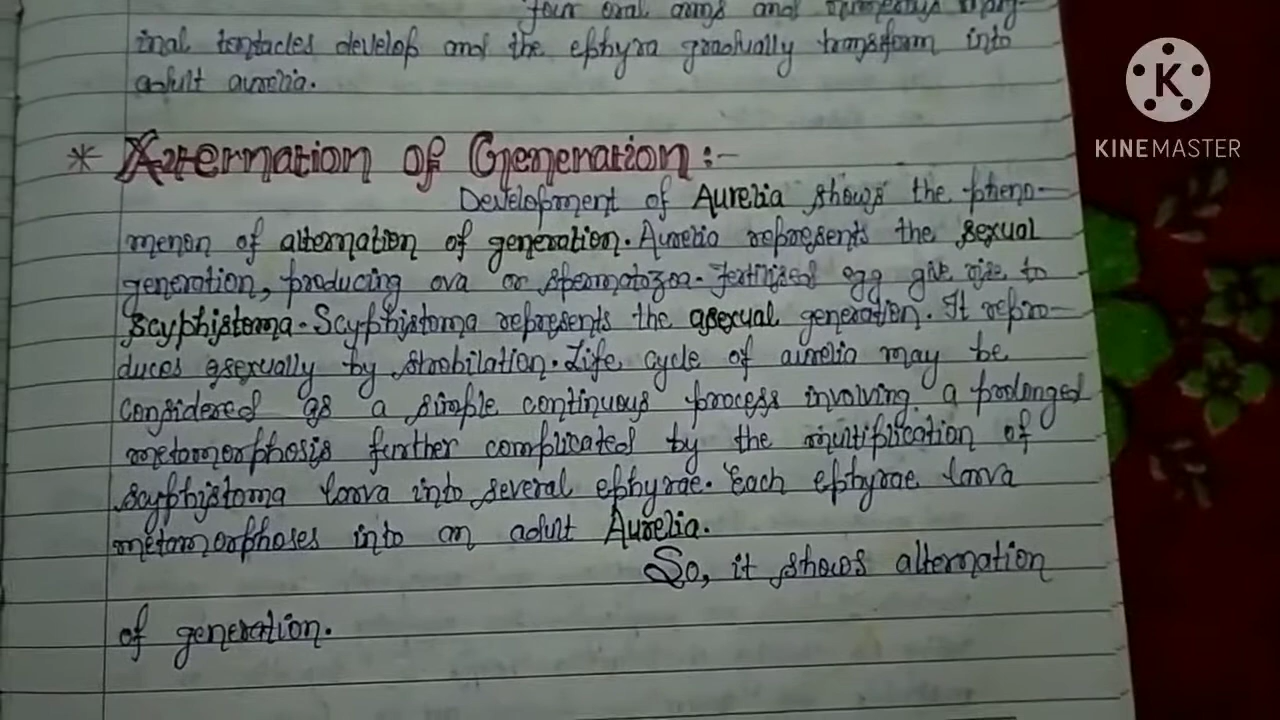 four oral arms and numerous marg-
inal tentacles develop and the ephyra gradually transform into
adult aurelia.
* Alternation of Generation :-
Development of Aurelia shows the pheno-
menon of alternation of generation. Aurelia represents the sexual
generation, producing ova or spermatozoa. Fertilized egg give rise to
scyphistoma. Scyphistoma represents the asexual generation. It repro-
duces asexually by strobilation. Life cycle of aurelia may be
considered as a simple continuous process involving a prolonged
metamorphosis further complicated by the multiplication of
scyphistoma larva into several ephyrae. Each ephyrae larva
metamorphoses into an adult Aurelia.
So, it shows alternation
of generation.
K
KINEMASTER